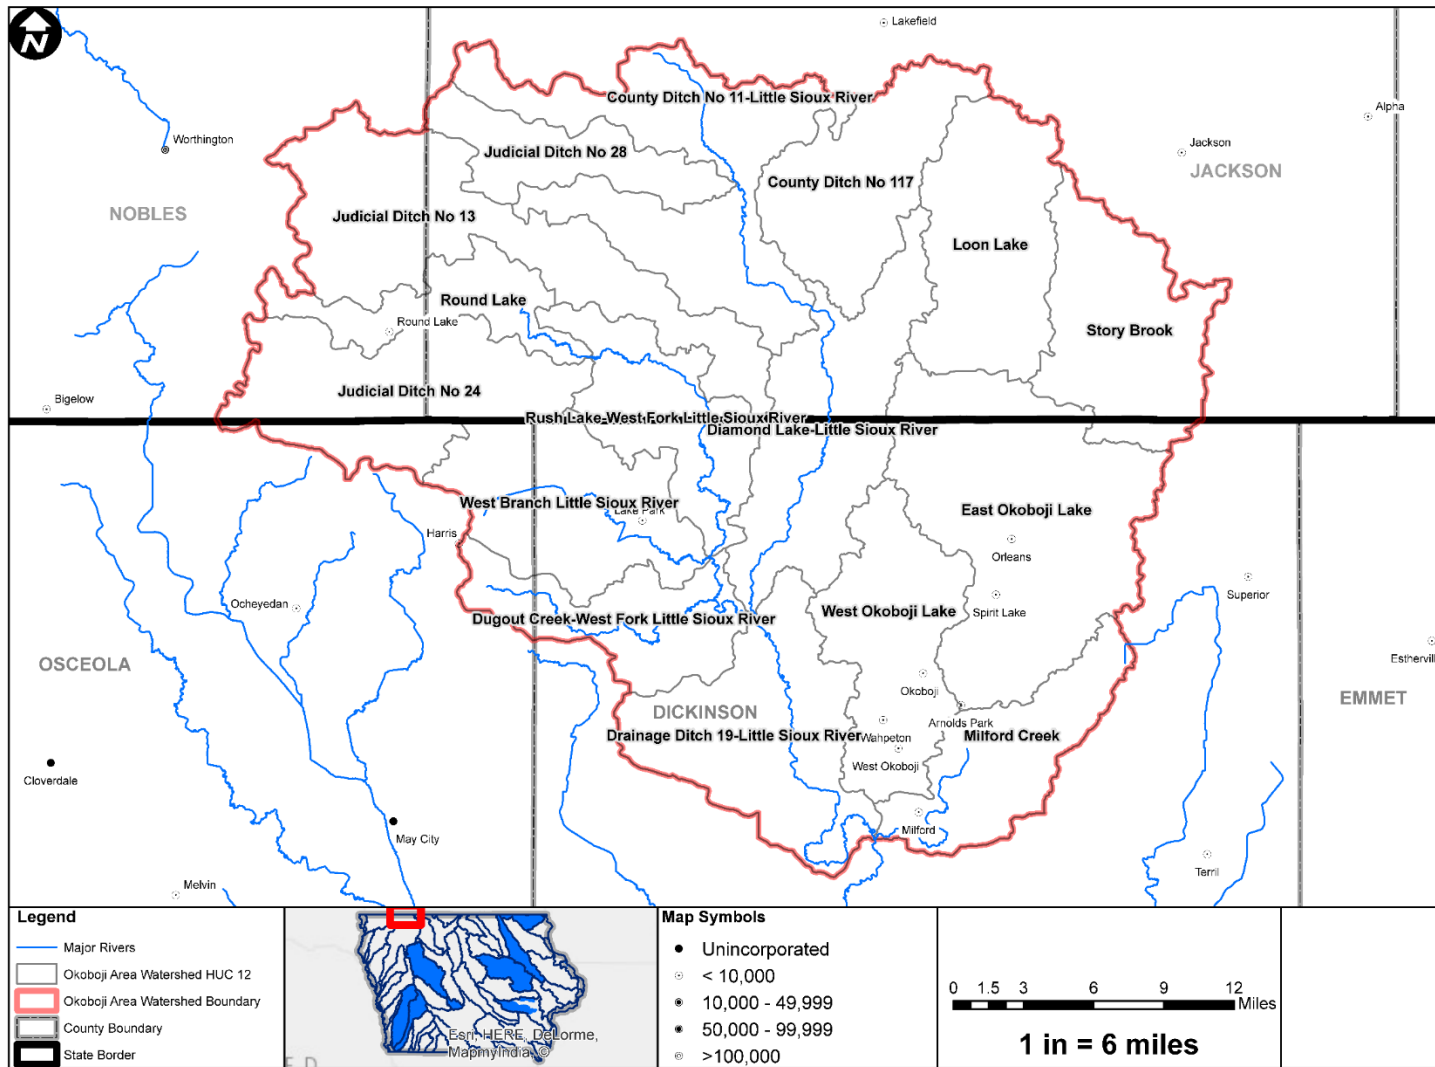 N
Lakefield
County Ditch No 11-Little Sioux River
Alpha
Worthington
Judicial Ditch No 28
Jackson
JACKSON
County Ditch No 117
NOBLES
Judicial Ditch No 13
Loon Lake
Round Lake
Round Lake
Story Brook
Judicial Ditch No 24
Bigelow
Rush Lake-West Fork Little Sioux River
Diamond Lake-Little Sioux River
West Branch Little Sioux River
Lake Park
East Okoboji Lake
Harris
Orleans
Superior
Ocheyedan
Spirit Lake
West Okoboji Lake
Dugout Creek-West Fork Little Sioux River
OSCEOLA
Esthervill
Okoboji
EMMET
DICKINSON
Arnolds Park
Drainage Ditch 19-Little Sioux River
Wahpeton
Milford Creek
West Okoboji
Cloverdale
Milford
May City
Terril
Melvin
Legend
Major Rivers
Okoboji Area Watershed HUC 12
Okoboji Area Watershed Boundary
County Boundary
State Border
Esri, HERE, DeLorme,
MapmyIndia, ©
Map Symbols
Unincorporated
< 10,000
10,000 - 49,999
50,000 - 99,999
>100,000
0 1.5 3 6 9 12
Miles
1 in = 6 miles